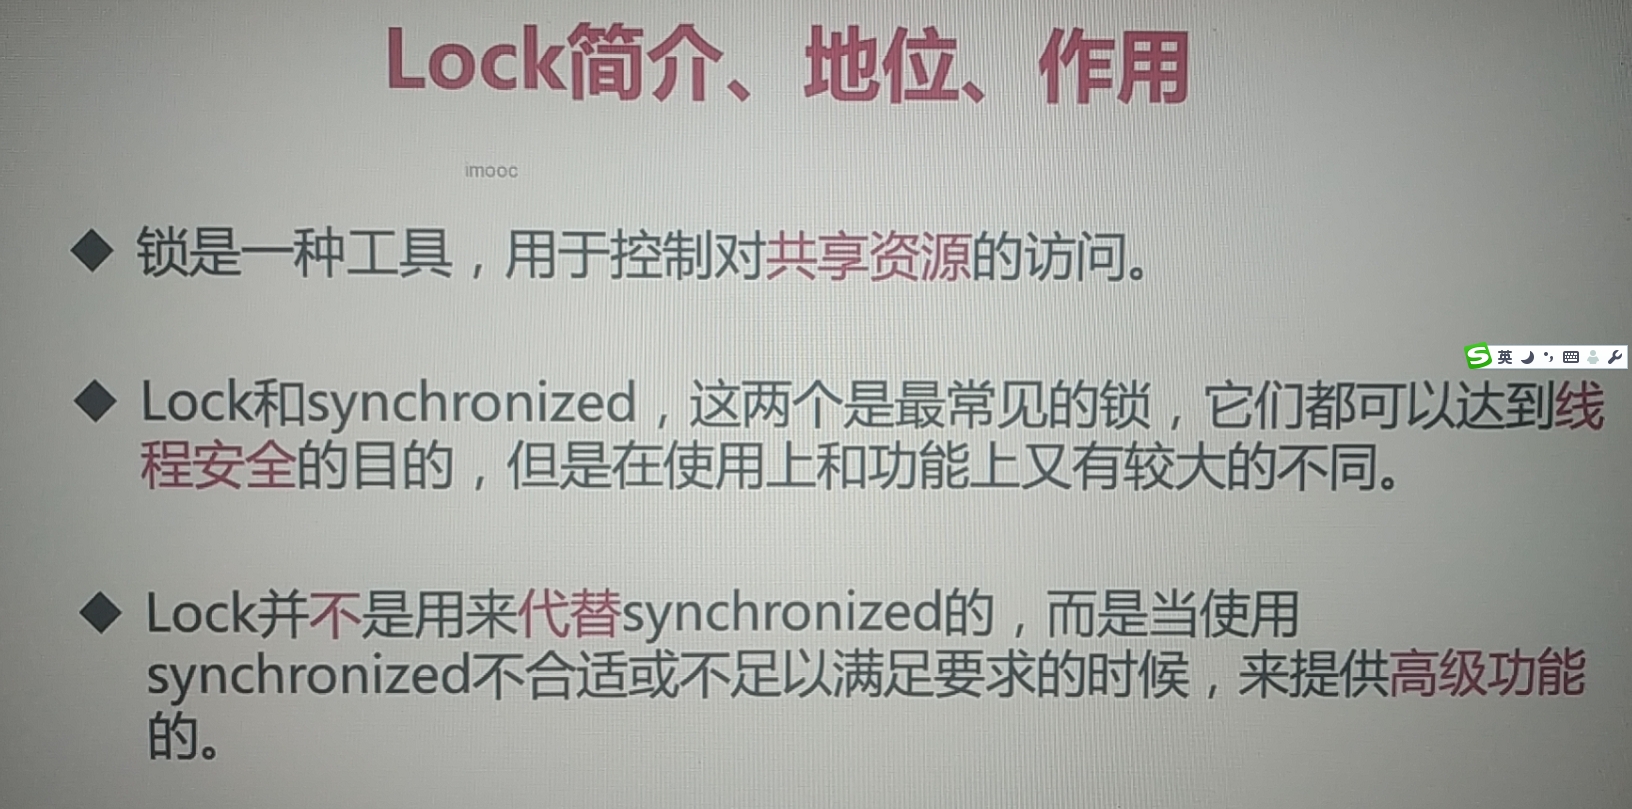 Lock简介、地位、作用
imooc
锁是一种工具，用于控制对共享资源的访问。
英
Lock和synchronized，这两个是最常见的锁，它们都可以达到线
程安全的目的，但是在使用上和功能上又有较大的不同。
Lock并不是用来代替synchronized的，而是当使用
synchronized不合适或不足以满足要求的时候，来提供高级功能
的。